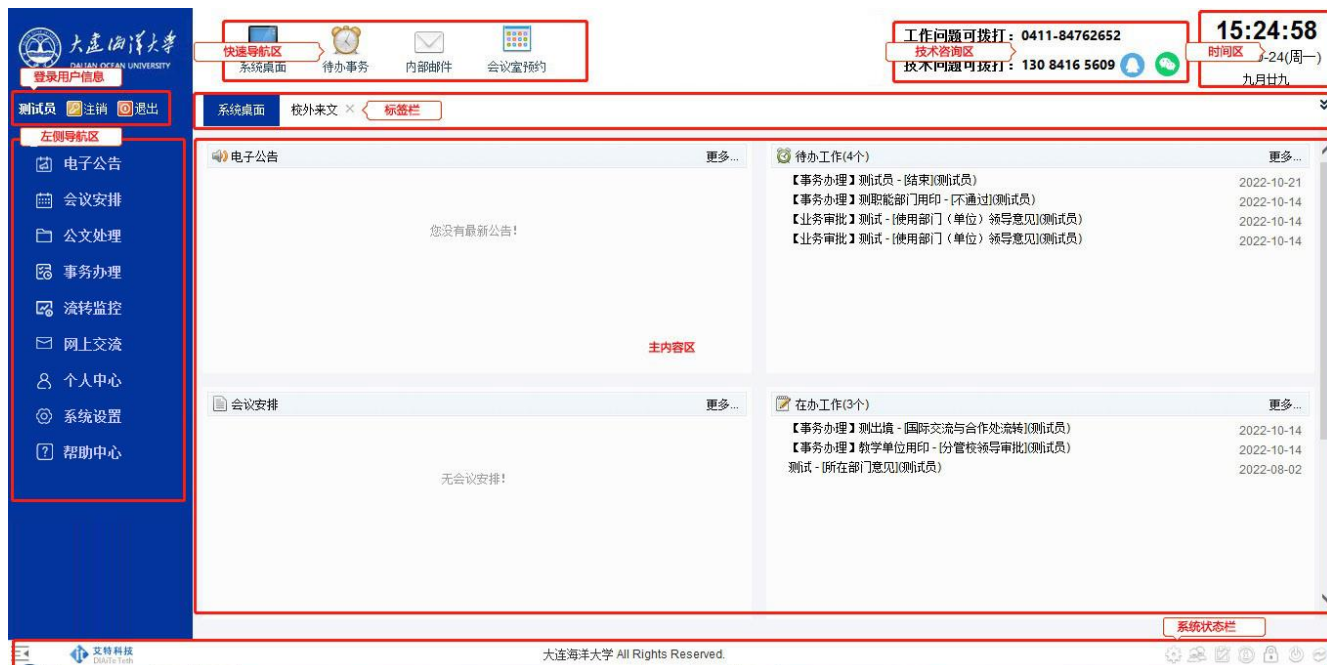 大连海洋大学
DALIAN OCEAN UNIVERSITY
登录用户信息
测试员 注销 退出
左侧导航区
电子公告
会议安排
公文处理
事务办理
流转监控
网上交流
个人中心
系统设置
帮助中心
快速导航区
系统桌面 待办事务 内部邮件 会议室预约
工作问题可拨打：0411-84762652
技术咨询区
技术问题可拨打：130 8416 5609
15:24:58
时间区
-24(周一)
九月廿九
系统桌面 校外来文 × 标签栏
电子公告 更多...
您没有最新公告!
主内容区
待办工作(4个) 更多...
【事务办理】测试员 - [结束](测试员) 2022-10-21
【事务办理】测职能部门用印 - [不通过](测试员) 2022-10-14
【业务审批】测试 - [使用部门（单位）领导意见](测试员) 2022-10-14
【业务审批】测试 - [使用部门（单位）领导意见](测试员) 2022-10-14
会议安排 更多...
无会议安排!
在办工作(3个) 更多...
【事务办理】测出境 - [国际交流与合作处流转](测试员) 2022-10-14
【事务办理】教学单位用印 - [分管校领导审批](测试员) 2022-10-14
测试 - [所在部门意见](测试员) 2022-08-02
系统状态栏
艾特科技
DlAiTe Teth
大连海洋大学 All Rights Reserved.